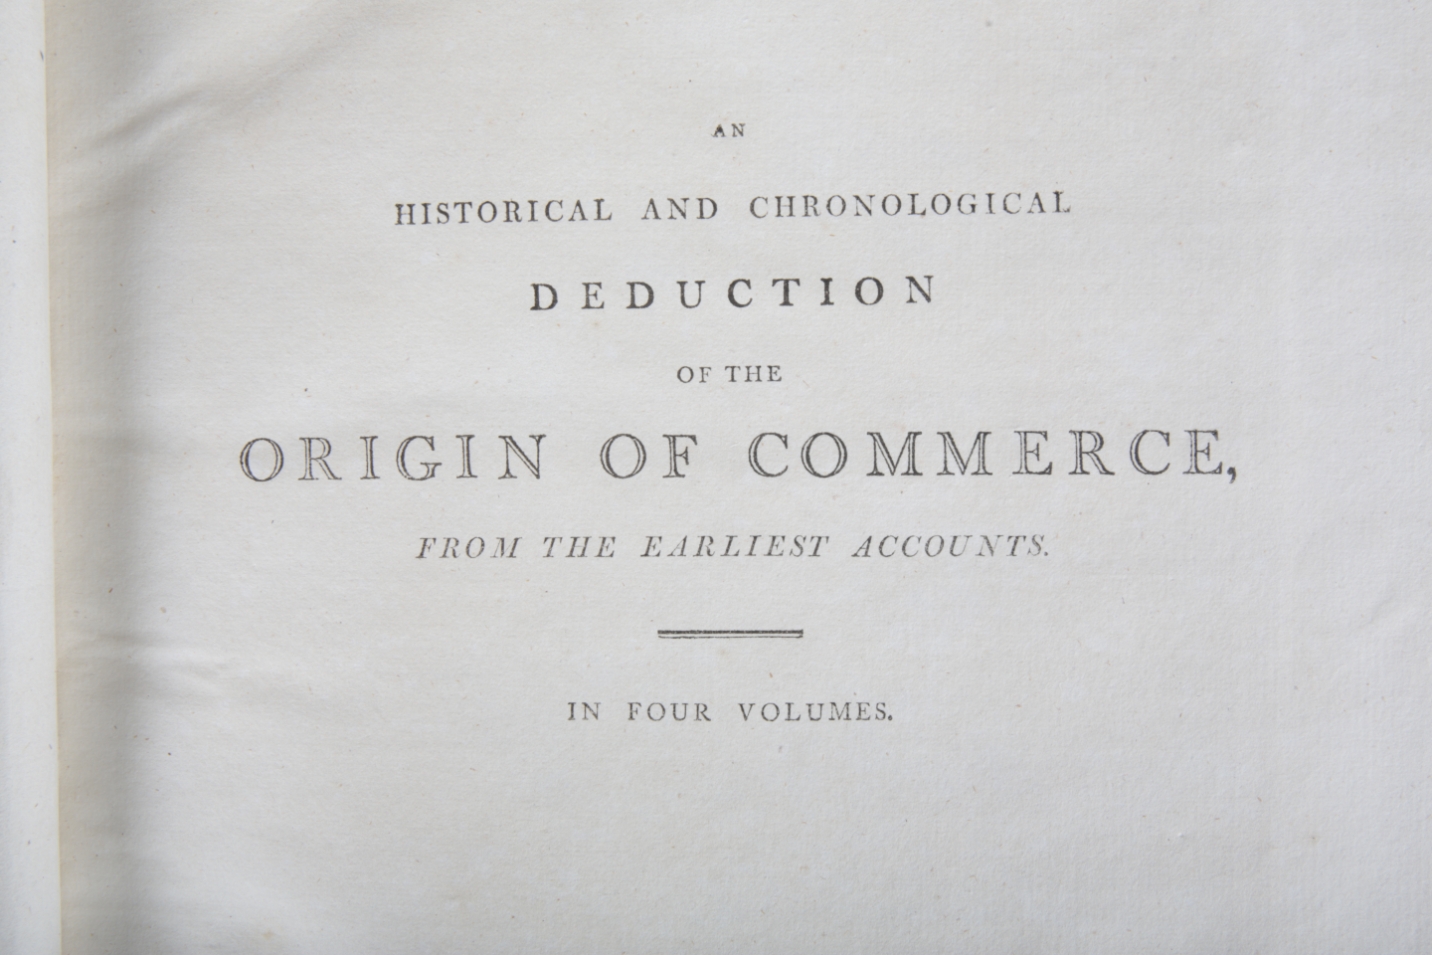 AN
HISTORICAL AND CHRONOLOGICAL
DEDUCTION
OF THE
ORIGIN OF COMMERCE,
FROM THE EARLIEST ACCOUNTS.
IN FOUR VOLUMES.